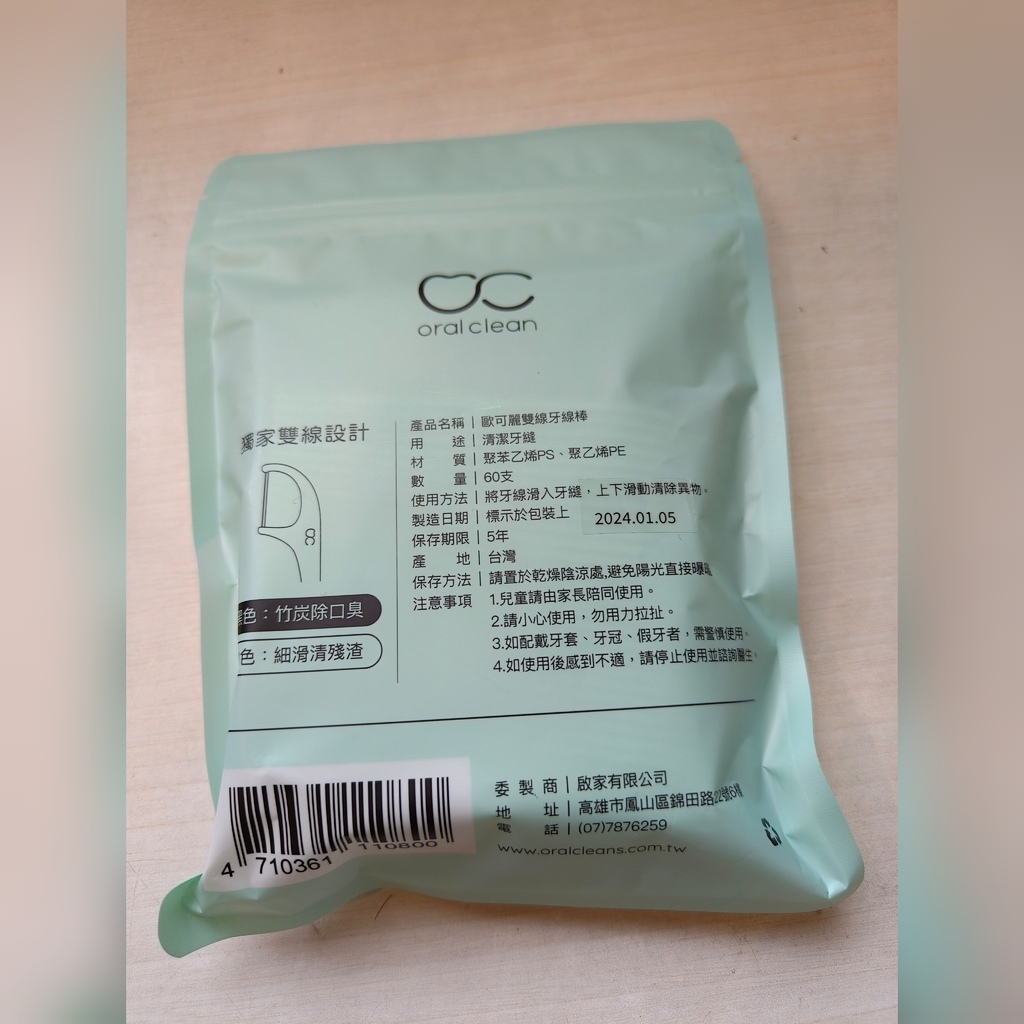 oral clean
獨家雙線設計
色：竹炭除口臭
色：細滑清殘渣
產品名稱｜歐可麗雙線牙線棒
用 途｜清潔牙縫
材 質｜聚苯乙烯PS、聚乙烯PE
數 量｜60支
使用方法｜將牙線滑入牙縫，上下滑動清除異物。
製造日期｜標示於包裝上 2024.01.05
保存期限｜5年
產 地｜台灣
保存方法｜請置於乾燥陰涼處,避免陽光直接曝
注意事項 1.兒童請由家長陪同使用。
2.請小心使用，勿用力拉扯。
3.如配戴牙套、牙冠、假牙者，需警慎使用。
4.如使用後感到不適，請停止使用並諮詢醫生。
4 710361 110800
委製商｜啟家有限公司
地 址｜高雄市鳳山區錦田路22號6樓
電 話｜(07)7876259
www.oralcleans.com.tw